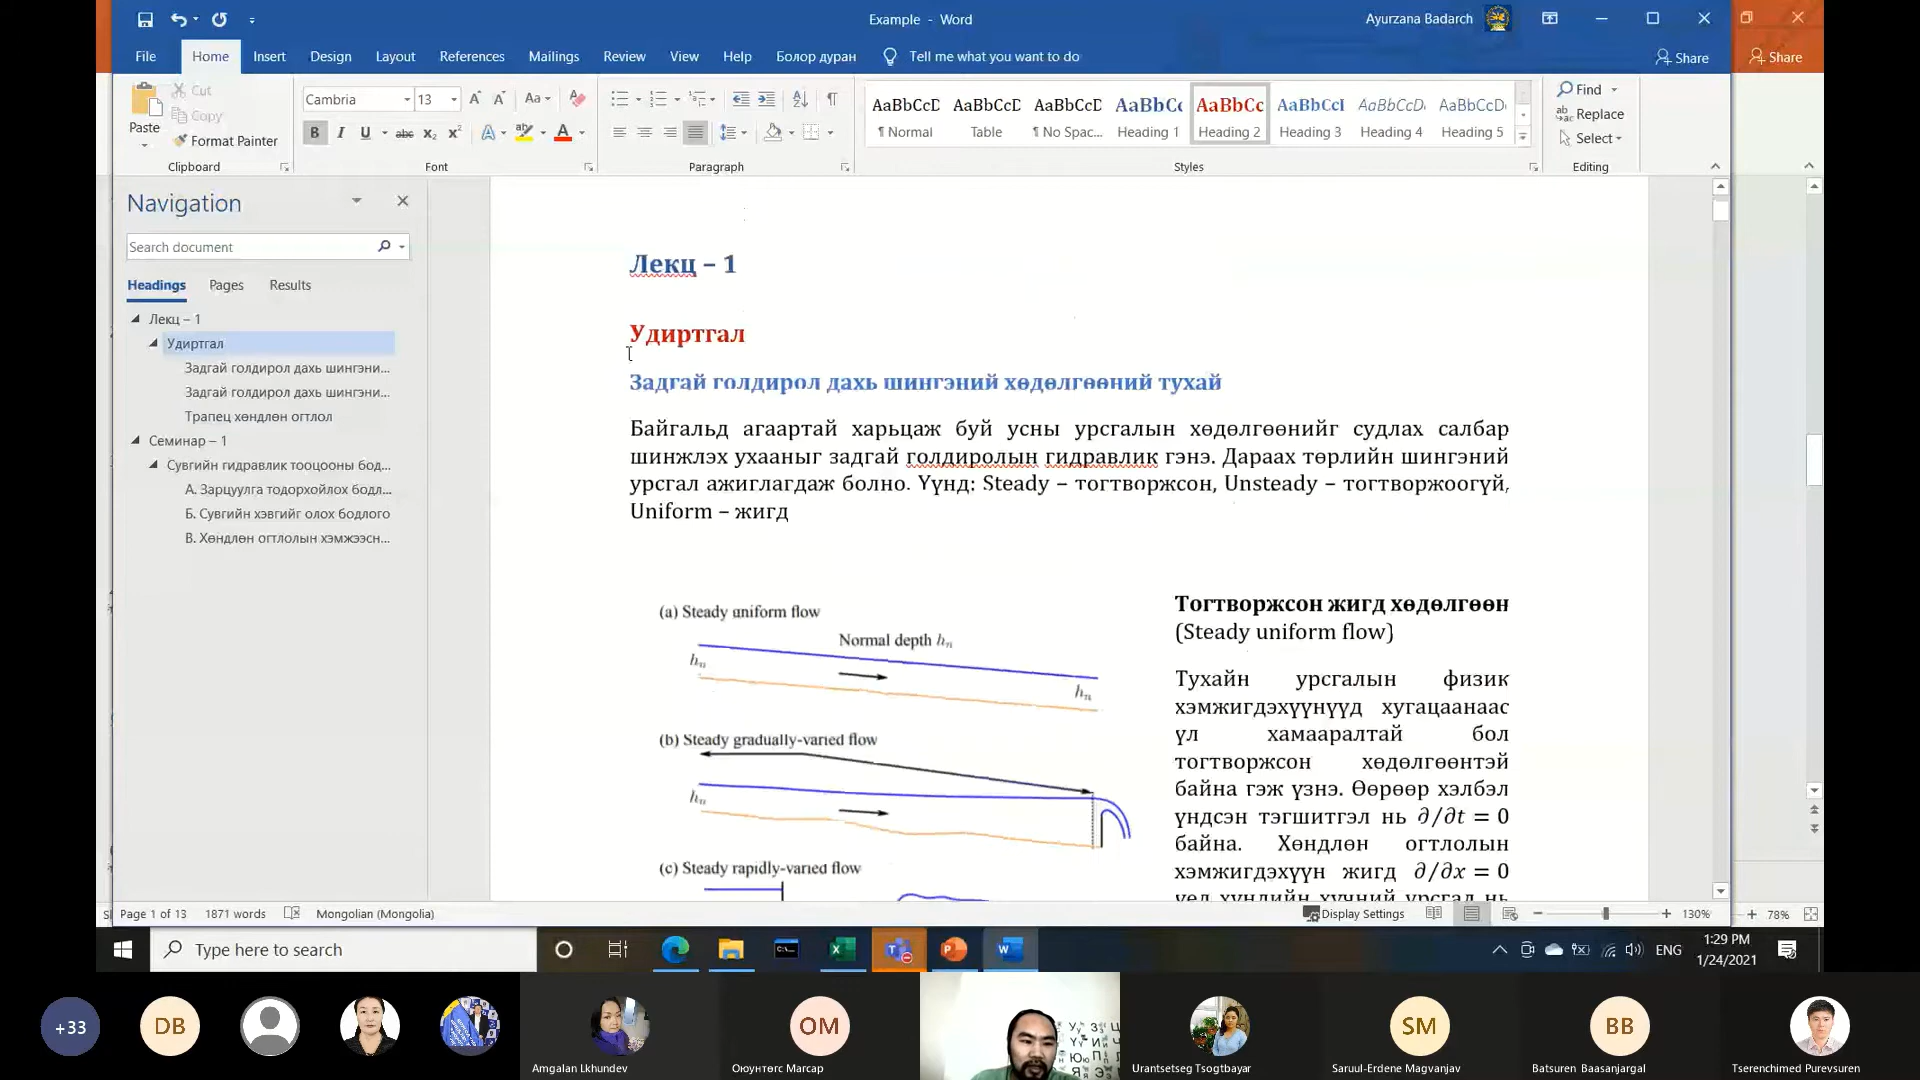 Example - Word
Ayurzana Badarch
File Home Insert Design Layout References Mailings Review View Help Болор дуран Tell me what you want to do
Share
Share
Paste
Cut
Copy
Format Painter
Clipboard
Cambria 13
Font
Paragraph
AaBbCcD AaBbCcD AaBbCcD AaBbCc AaBbCc AaBbCcI AaBbCcD AaBbCcD
¶ Normal Table ¶ No Spac... Heading 1 Heading 2 Heading 3 Heading 4 Heading 5
Styles
Find
Replace
Select
Editing
Navigation
Search document
Headings Pages Results
Лекц – 1
Удиртгал
Задгай голдирол дахь шингэни...
Задгай голдирол дахь шингэни...
Трапец хөндлөн огтлол
Семинар – 1
Сувгийн гидравлик тооцооны бод...
А. Зарцуулга тодорхойлох бодл...
Б. Сувгийн хэвгийг олох бодлого
В. Хөндлөн огтлолын хэмжээсн...
Лекц – 1
Удиртгал
Задгай голдирол дахь шингэний хөдөлгөөний тухай
Байгальд агаартай харьцаж буй усны урсгалын хөдөлгөөнийг судлах салбар
шинжлэх ухааныг задгай голдиролын гидравлик гэнэ. Дараах төрлийн шингэний
урсгал ажиглагдаж болно. Үүнд: Steady – тогтворжсон, Unsteady – тогтворжоогүй,
Uniform – жигд
(a) Steady uniform flow
Normal depth hn
hn
hn
(b) Steady gradually-varied flow
hn
(c) Steady rapidly-varied flow
Тогтворжсон жигд хөдөлгөөн
(Steady uniform flow)
Тухайн урсгалын физик
хэмжигдэхүүнүүд хугацаанаас
үл хамааралтай бол
тогтворжсон хөдөлгөөнтэй
байна гэж үзнэ. Өөрөөр хэлбэл
үндсэн тэгшитгэл нь ∂/∂t = 0
байна. Хөндлөн огтлолын
хэмжигдэхүүн жигд ∂/∂x = 0
үед хүндийн хүчний урсгал нь
Page 1 of 13 1871 words Mongolian (Mongolia)
Display Settings 130%
78%
Type here to search
ENG
1:29 PM
1/24/2021
+33
DB
OM
SM
BB
Amgalan Lkhundev
Оюунтөгс Магсар
Urantsetseg Tsogtbayar
Saruul-Erdene Magvanjav
Batsuren Baasanjargal
Tserenchimed Purevsuren